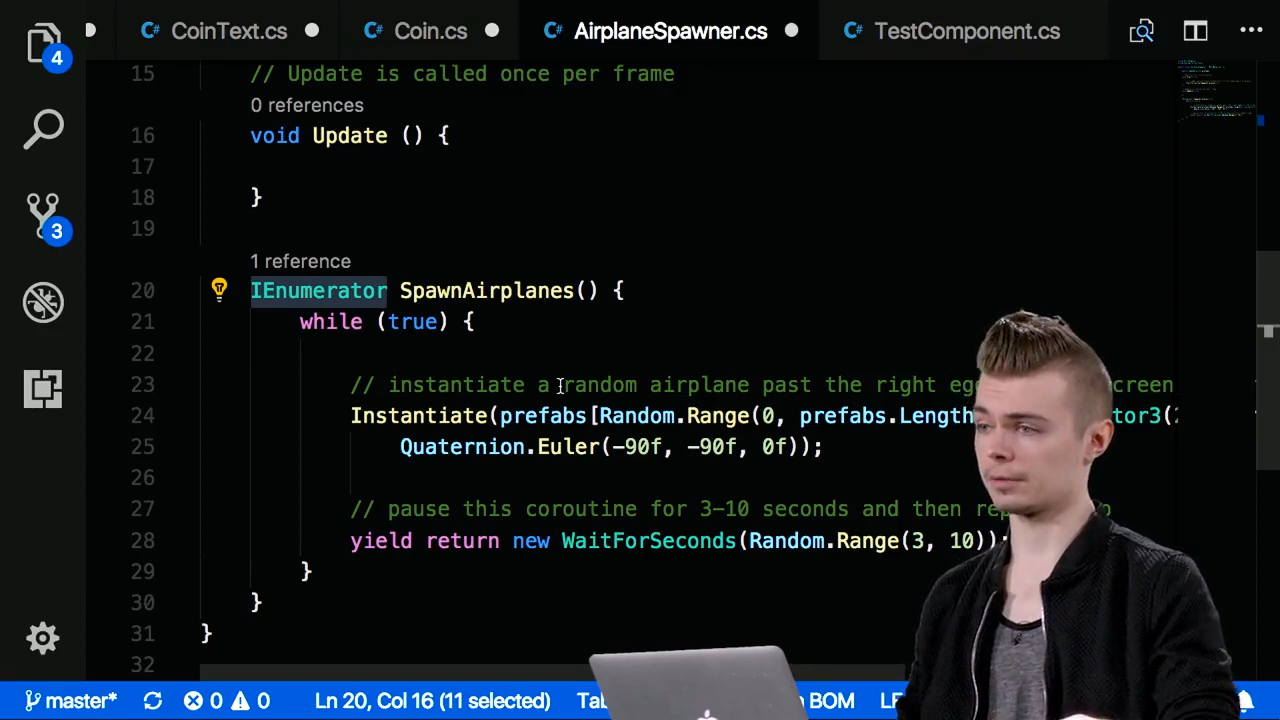 CoinText.cs
Coin.cs
AirplaneSpawner.cs
TestComponent.cs
4
3
15 // Update is called once per frame
0 references
16 void Update () {
17
18 }
19
1 reference
20 IEnumerator SpawnAirplanes() {
21 while (true) {
22
23 // instantiate a random airplane past the right creen
24 Instantiate(prefabs[Random.Range(0, prefabs.Length
25 Quaternion.Euler(-90f, -90f, 0f));
26
27 // pause this coroutine for 3-10 seconds and then
28 yield return new WaitForSeconds(Random.Range(3, 10));
29 }
30 }
31 }
32
master* 0 0 Ln 20, Col 16 (11 selected) BOM